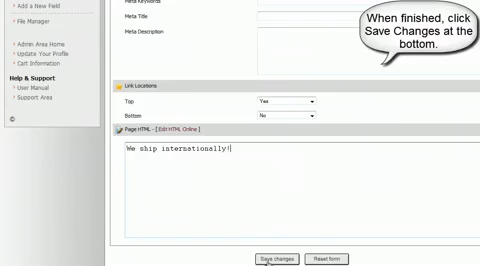 Meta Keywords
Add a New Field
File Manager
Admin Area Home
Update Your Profile
Cart Information
Help & Support
User Manual
Support Area
©
Meta Title
Meta Description
When finished, click
Save Changes at the
bottom.
Link Locations
Top Yes
Bottom No
Page HTML - [ Edit HTML Online ]
We ship internationally!
Save changes Reset form